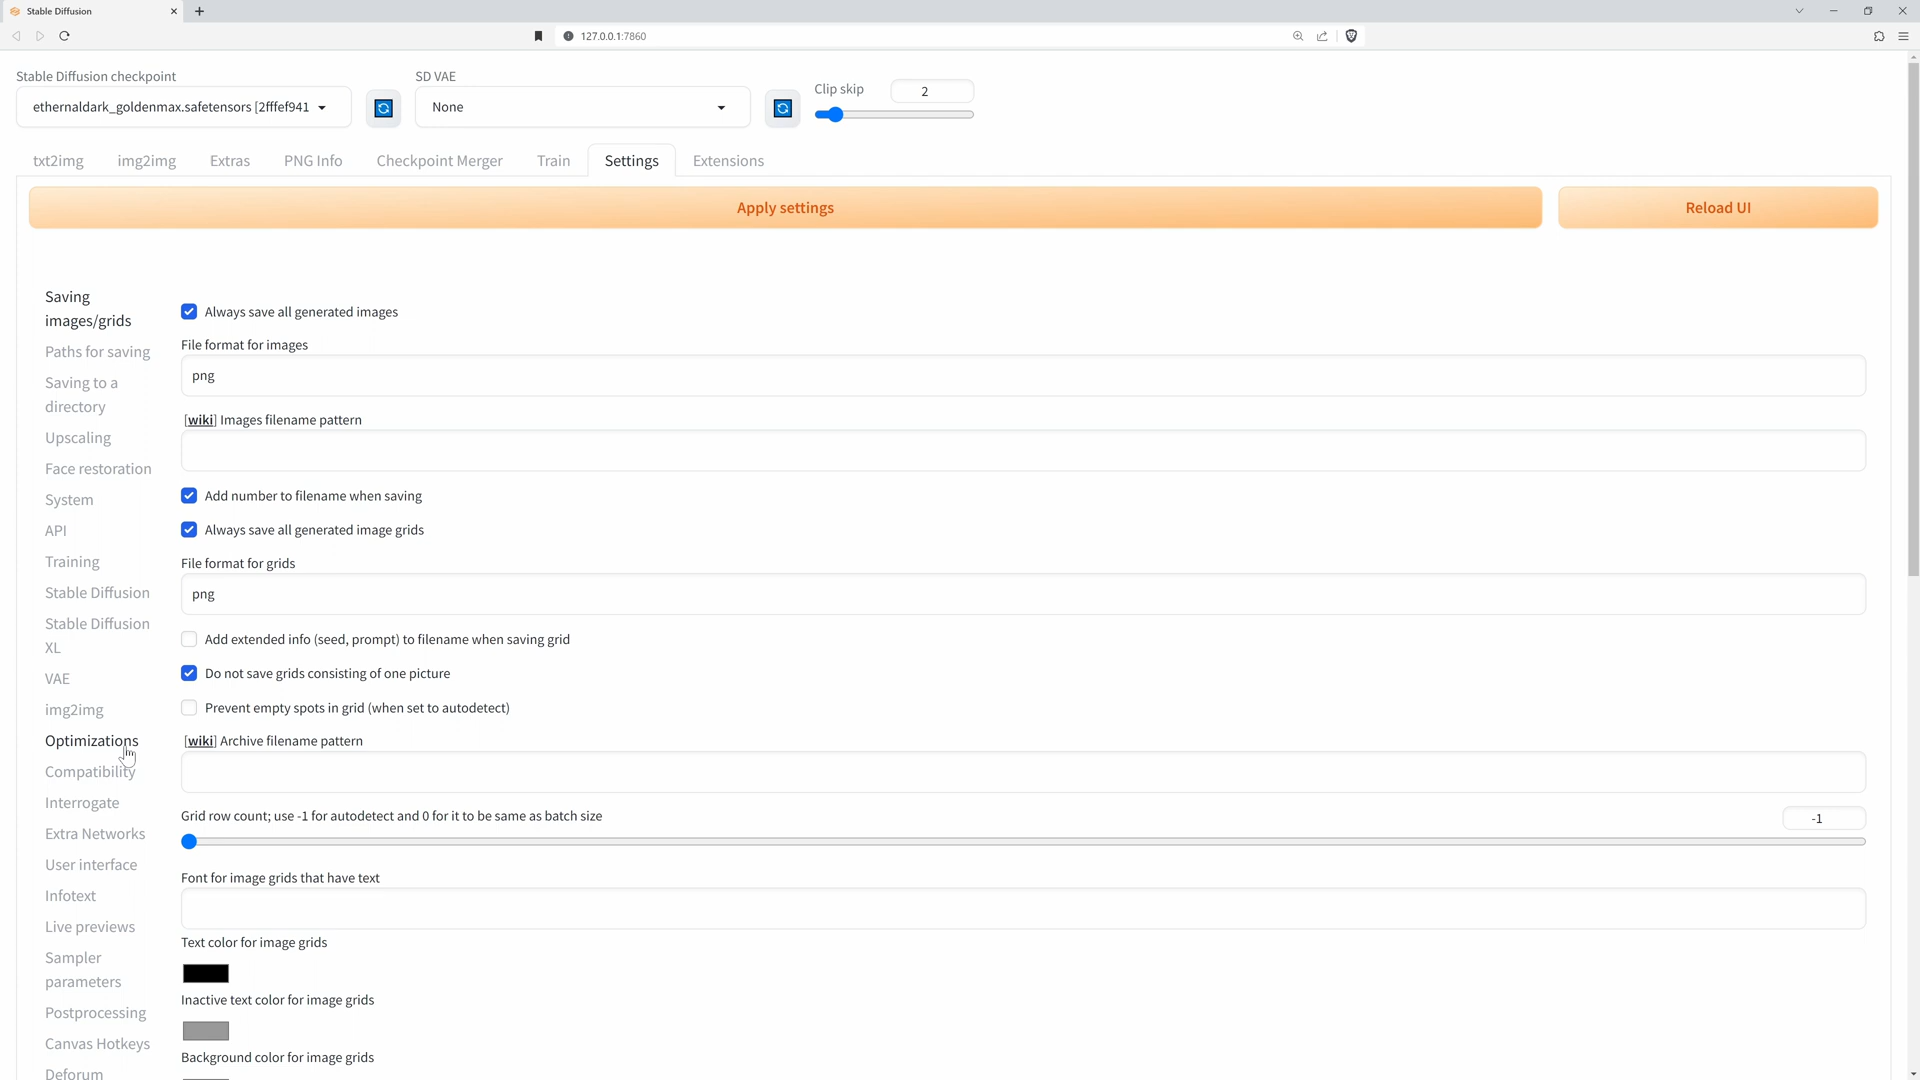 Stable Diffusion
127.0.0.1:7860
Stable Diffusion checkpoint
SD VAE
Clip skip
2
ethernaldark_goldenmax.safetensors [2fffef941
None
txt2img
img2img
Extras
PNG Info
Checkpoint Merger
Train
Settings
Extensions
Apply settings
Reload UI
Saving
images/grids
Paths for saving
Saving to a
directory
Upscaling
Face restoration
System
API
Training
Stable Diffusion
Stable Diffusion
XL
VAE
img2img
Optimizations
Compatibility
Interrogate
Extra Networks
User interface
Infotext
Live previews
Sampler
parameters
Postprocessing
Canvas Hotkeys
Deforum
Always save all generated images
File format for images
png
[wiki] Images filename pattern
Add number to filename when saving
Always save all generated image grids
File format for grids
png
Add extended info (seed, prompt) to filename when saving grid
Do not save grids consisting of one picture
Prevent empty spots in grid (when set to autodetect)
[wiki] Archive filename pattern
Grid row count; use -1 for autodetect and 0 for it to be same as batch size
-1
Font for image grids that have text
Text color for image grids
Inactive text color for image grids
Background color for image grids